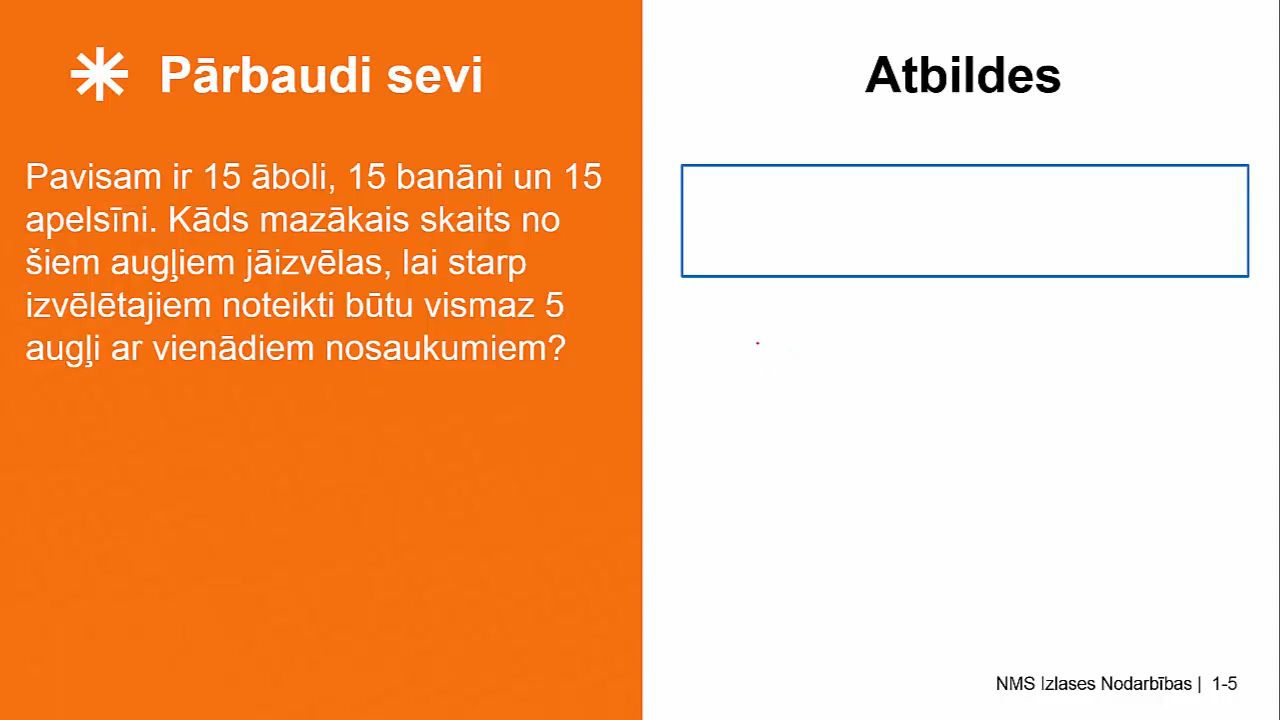 Pārbaudi sevi
Pavisam ir 15 āboli, 15 banāni un 15
apelsīni. Kāds mazākais skaits no
šiem augļiem jāizvēlas, lai starp
izvēlētajiem noteikti būtu vismaz 5
augļi ar vienādiem nosaukumiem?
Atbildes
NMS Izlases Nodarbības | 1-5